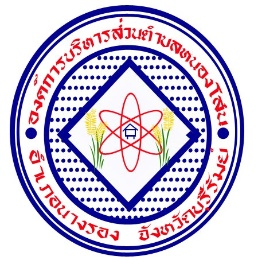 องค์การบริหารส่วนตำบลหนองโสน
อำเภอนางรอง จังหวัดบุรีรัมย์